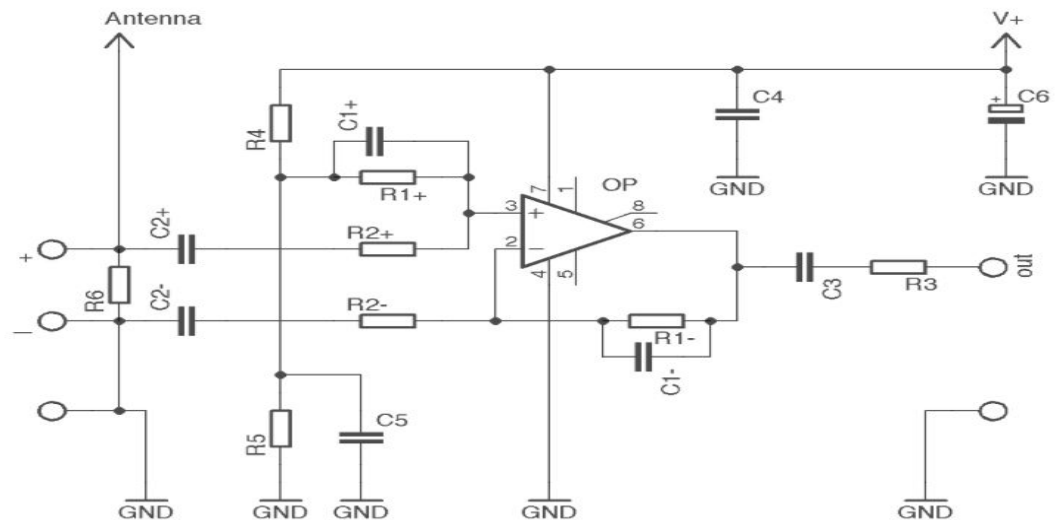 Antenna
V+
C4
C6
+
R4
C1+
R1+
OP
7
1
8
3
+
6
2
–
4
5
C2+
R2+
+
R6
C2-
R2-
–
R1-
C1-
C3
R3
out
GND
GND
R5
C5
GND
GND
GND
GND
GND